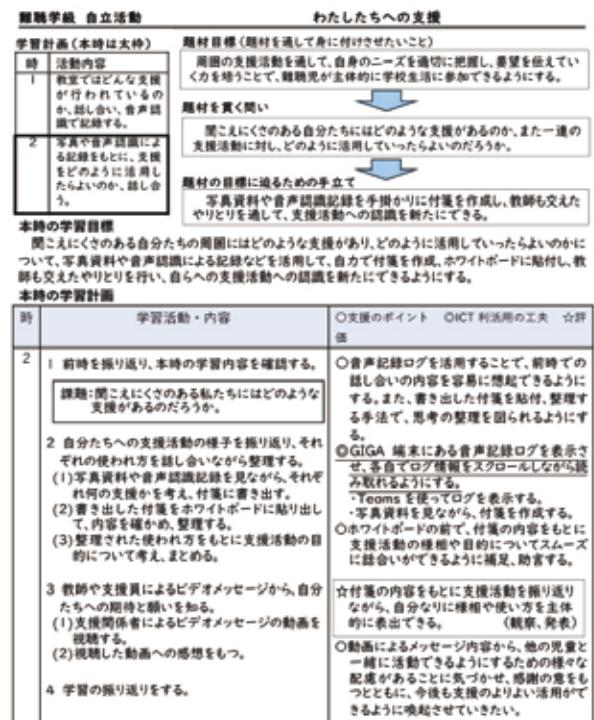 難聴学級 自立活動
わたしたちへの支援
学習計画(本時は太枠)
時 活動内容
1 教室ではどんな支援
が行われているの
か、話し合い、音声認
識で記録する。
2 写真や音声認識によ
る記録をもとに、支援
をどのように活用し
たらよいのか、話し合
う。
題材目標(題材を通して身に付けさせたいこと)
周囲の支援活動を通して、自身のニーズを適切に把握し、要望を伝えてい
く力を培うことで、難聴児が主体的に学校生活に参加できるようにする。
題材を貫く問い
聞こえにくさのある自分たちにはどのような支援があるのか、また一連の
支援活動に対し、どのように活用していったらよいのだろうか。
題材の目標に迫るための手立て
写真資料や音声認識記録を手掛かりに付箋を作成し、教師も交えた
やりとりを通して、支援活動への認識を新たにできる。
本時の学習目標
聞こえにくさのある自分たちの周囲にはどのような支援があり、どのように活用していったらよいのかに
ついて、写真資料や音声認識による記録などを活用して、自力で付箋を作成、ホワイトボードに貼付し、教
師も交えたやりとりを行い、自らへの支援活動への認識を新たにできるようにする。
本時の学習計画
時 学習活動・内容 ○支援のポイント ◎ICT利活用の工夫 ☆評
価
2
1 前時を振り返り、本時の学習内容を確認する。
課題:聞こえにくさのある私たちにはどのような
支援があるのだろうか。
2 自分たちへの支援活動の様子を振り返り、それ
ぞれの使われ方を話し合いながら整理する。
(1)写真資料や音声認識記録を見ながら、それぞ
れ何の支援かを考え、付箋に書き出す。
(2)書き出した付箋をホワイトボードに貼り出し
て、内容を確かめ、整理する。
(3)整理された使われ方をもとに支援活動の目
的について考え、まとめる。
3 教師や支援員によるビデオメッセージから、自分
たちへの期待と願いを知る。
(1)支援関係者によるビデオメッセージの動画を
視聴する。
(2)視聴した動画への感想をもつ。
4 学習の振り返りをする。
○音声記録ログを活用することで、前時での
話し合いの内容を容易に想起できるように
する。また、書き出した付箋を貼付、整理す
る手法で、思考の整理を図られるようにす
る。
◎GIGA 端末にある音声記録ログを表示さ
せ、各自でログ情報をスクロールしながら読
み取れるようにする。
・Teams を使ってログを表示する。
・写真資料を見ながら、付箋を作成する。
○ホワイトボードの前で、付箋の内容をもとに
支援活動の様相や目的についてスムーズ
に話合いができるように補足、助言する。
☆付箋の内容をもとに支援活動を振り返り
ながら、自分なりに様相や使い方を主体
的に表出できる。 (観察、発表)
○動画によるメッセージ内容から、他の児童と
一緒に活動できるようにするための様々な
配慮があることに気づかせ、感謝の意をも
つとともに、今後も支援のよりよい活用がで
きるように喚起させていきたい。